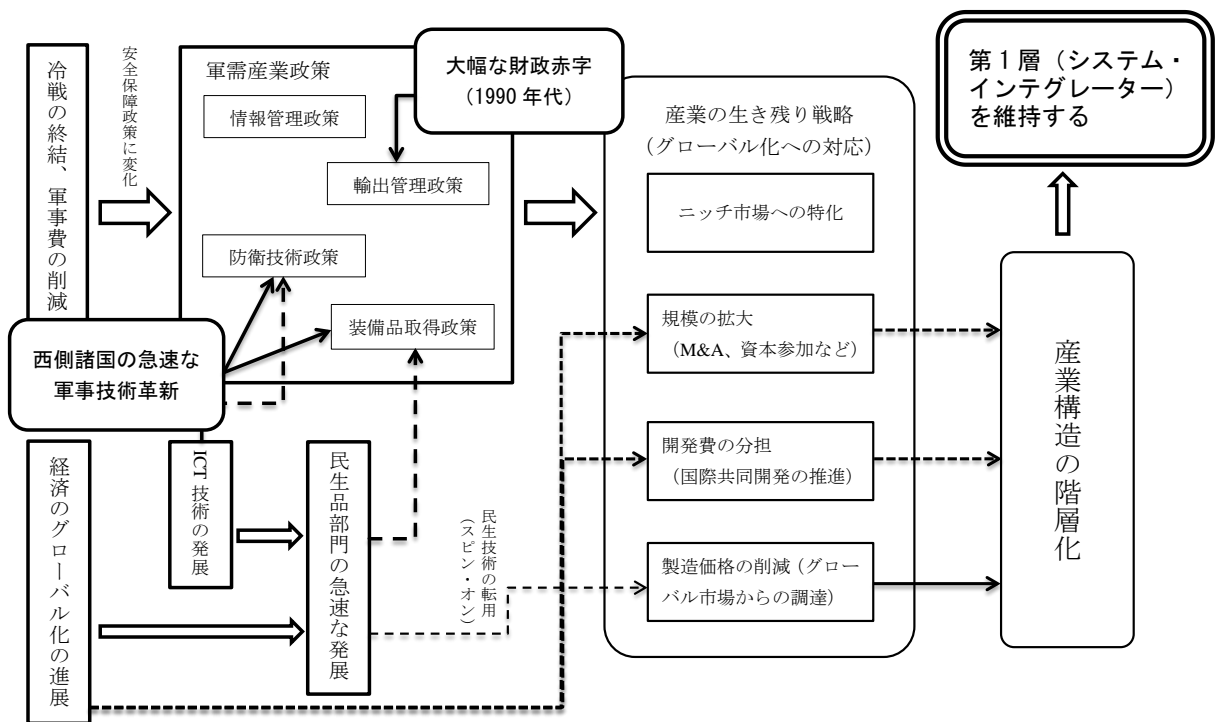 冷戦の終結、軍事費の削減
安全保障政策に変化
軍需産業政策
情報管理政策
輸出管理政策
防衛技術政策
装備品取得政策
大幅な財政赤字
(1990 年代)
西側諸国の急速な
軍事技術革新
経済のグローバル化の進展
ICT 技術の発展
民生品部門の急速な発展
民生技術の転用
(スピン・オン)
産業の生き残り戦略
(グローバル化への対応)
ニッチ市場への特化
規模の拡大
(M&A、資本参加など)
開発費の分担
(国際共同開発の推進)
製造価格の削減(グロー
バル市場からの調達)
産業構造の階層化
第1層(システム・
インテグレーター)
を維持する